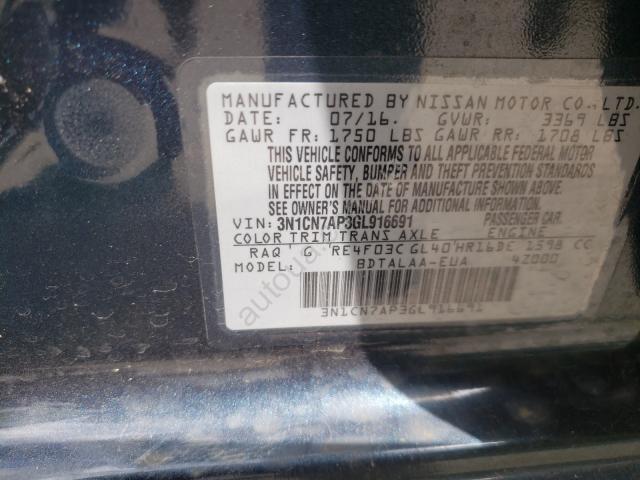 MANUFACTURED BY NISSAN MOTOR CO., LTD.
DATE: 07/16. GVWR: 3369 LBS
GAWR FR: 1750 LBS GAWR RR: 1708 LBS
THIS VEHICLE CONFORMS TO ALL APPLICABLE FEDERAL MOTOR
VEHICLE SAFETY, BUMPER AND THEFT PREVENTION STANDARDS
IN EFFECT ON THE DATE OF MANUFACTURE SHOWN ABOVE.
SEE OWNER'S MANUAL FOR ADDITIONAL INFORMATION.
VIN: 3N1CN7AP3GL916691 PASSENGER CAR
COLOR TRIM TRANS AXLE ENGINE
RAQ G RE4F03C GL40 HR16DE 1598 CC
MODEL: BDTALAA-EUA 4Z000
3N1CN7AP3GL916691